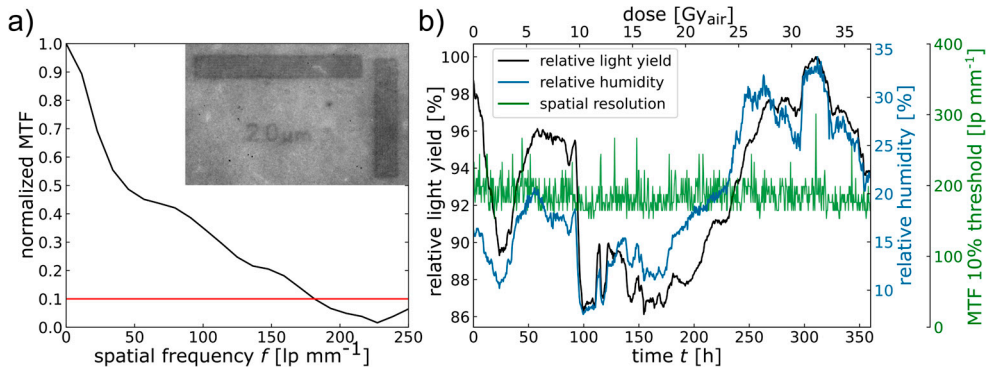 a)
normalized MTF
1.0
0.9
0.8
0.7
0.6
0.5
0.4
0.3
0.2
0.1
0.0
20µm
0 50 100 150 200 250
spatial frequency f [lp mm⁻¹]
b)
dose [Gyair]
0 5 10 15 20 25 30 35
relative light yield [%]
100
98
96
94
92
90
88
86
relative light yield
relative humidity
spatial resolution
35
30
25
20
15
10
relative humidity [%]
400
300
200
100
0
MTF 10% threshold [lp mm⁻¹]
0 50 100 150 200 250 300 350
time t [h]